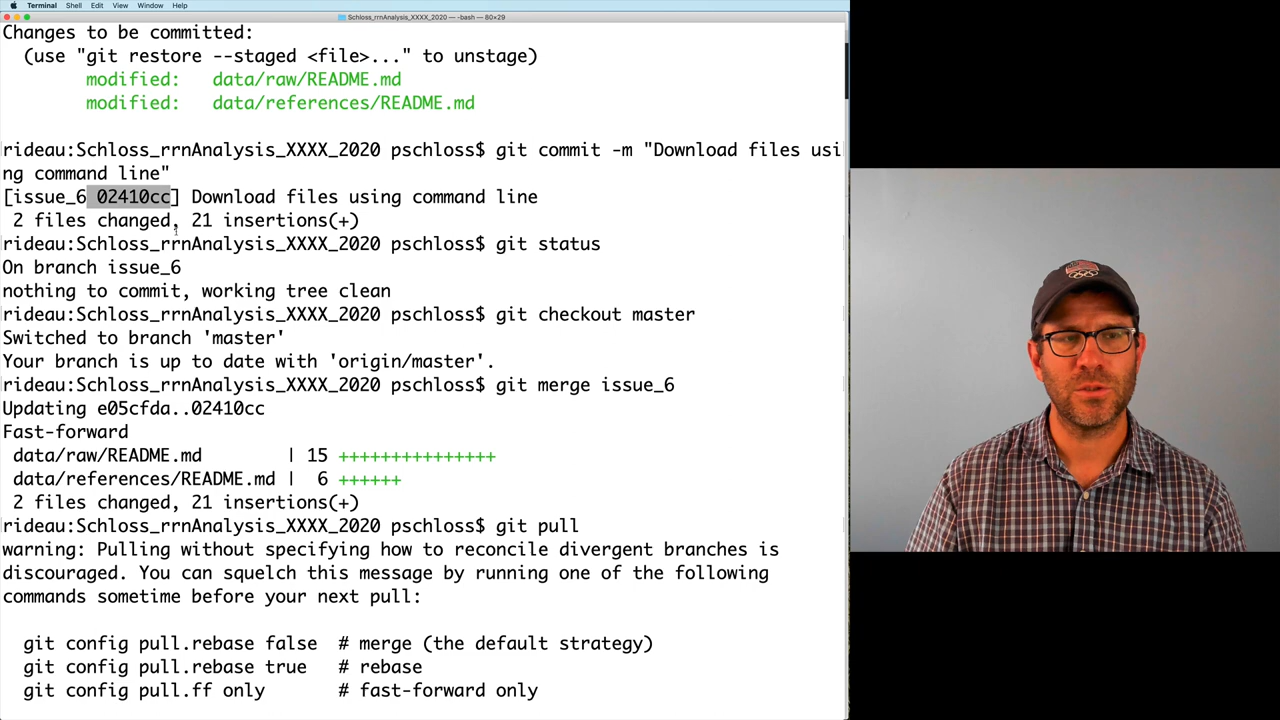 Terminal Shell Edit View Window Help
Schloss_rrnAnalysis_XXXX_2020 — -bash — 80×29
Changes to be committed:
(use "git restore --staged <file>..." to unstage)
modified: data/raw/README.md
modified: data/references/README.md
rideau:Schloss_rrnAnalysis_XXXX_2020 pschloss$ git commit -m "Download files usi
ng command line"
[issue_6 02410cc] Download files using command line
2 files changed, 21 insertions(+)
rideau:Schloss_rrnAnalysis_XXXX_2020 pschloss$ git status
On branch issue_6
nothing to commit, working tree clean
rideau:Schloss_rrnAnalysis_XXXX_2020 pschloss$ git checkout master
Switched to branch 'master'
Your branch is up to date with 'origin/master'.
rideau:Schloss_rrnAnalysis_XXXX_2020 pschloss$ git merge issue_6
Updating e05cfda..02410cc
Fast-forward
data/raw/README.md | 15 +++++++++++++++
data/references/README.md | 6 ++++++
2 files changed, 21 insertions(+)
rideau:Schloss_rrnAnalysis_XXXX_2020 pschloss$ git pull
warning: Pulling without specifying how to reconcile divergent branches is
discouraged. You can squelch this message by running one of the following
commands sometime before your next pull:
git config pull.rebase false # merge (the default strategy)
git config pull.rebase true # rebase
git config pull.ff only # fast-forward only